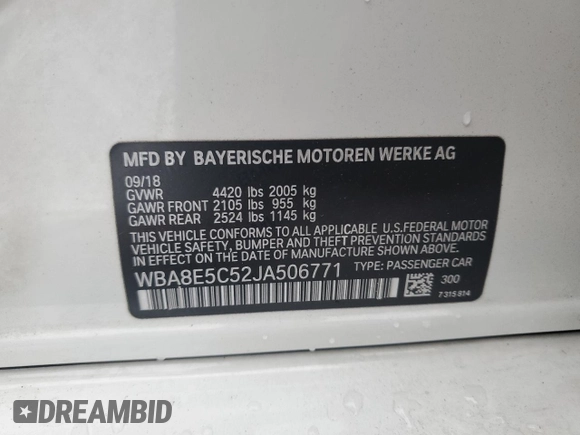 MFD BY BAYERISCHE MOTOREN WERKE AG
09/18
GVWR 4420 lbs 2005 kg
GAWR FRONT 2105 lbs 955 kg
GAWR REAR 2524 lbs 1145 kg
THIS VEHICLE CONFORMS TO ALL APPLICABLE U.S.FEDERAL MOTOR
VEHICLE SAFETY, BUMPER AND THEFT PREVENTION STANDARDS
IN EFFECT ON THE DATE OF MANUFACTURE SHOWN ABOVE.
WBA8E5C52JA506771 TYPE: PASSENGER CAR
300
7315814
DREAMBID